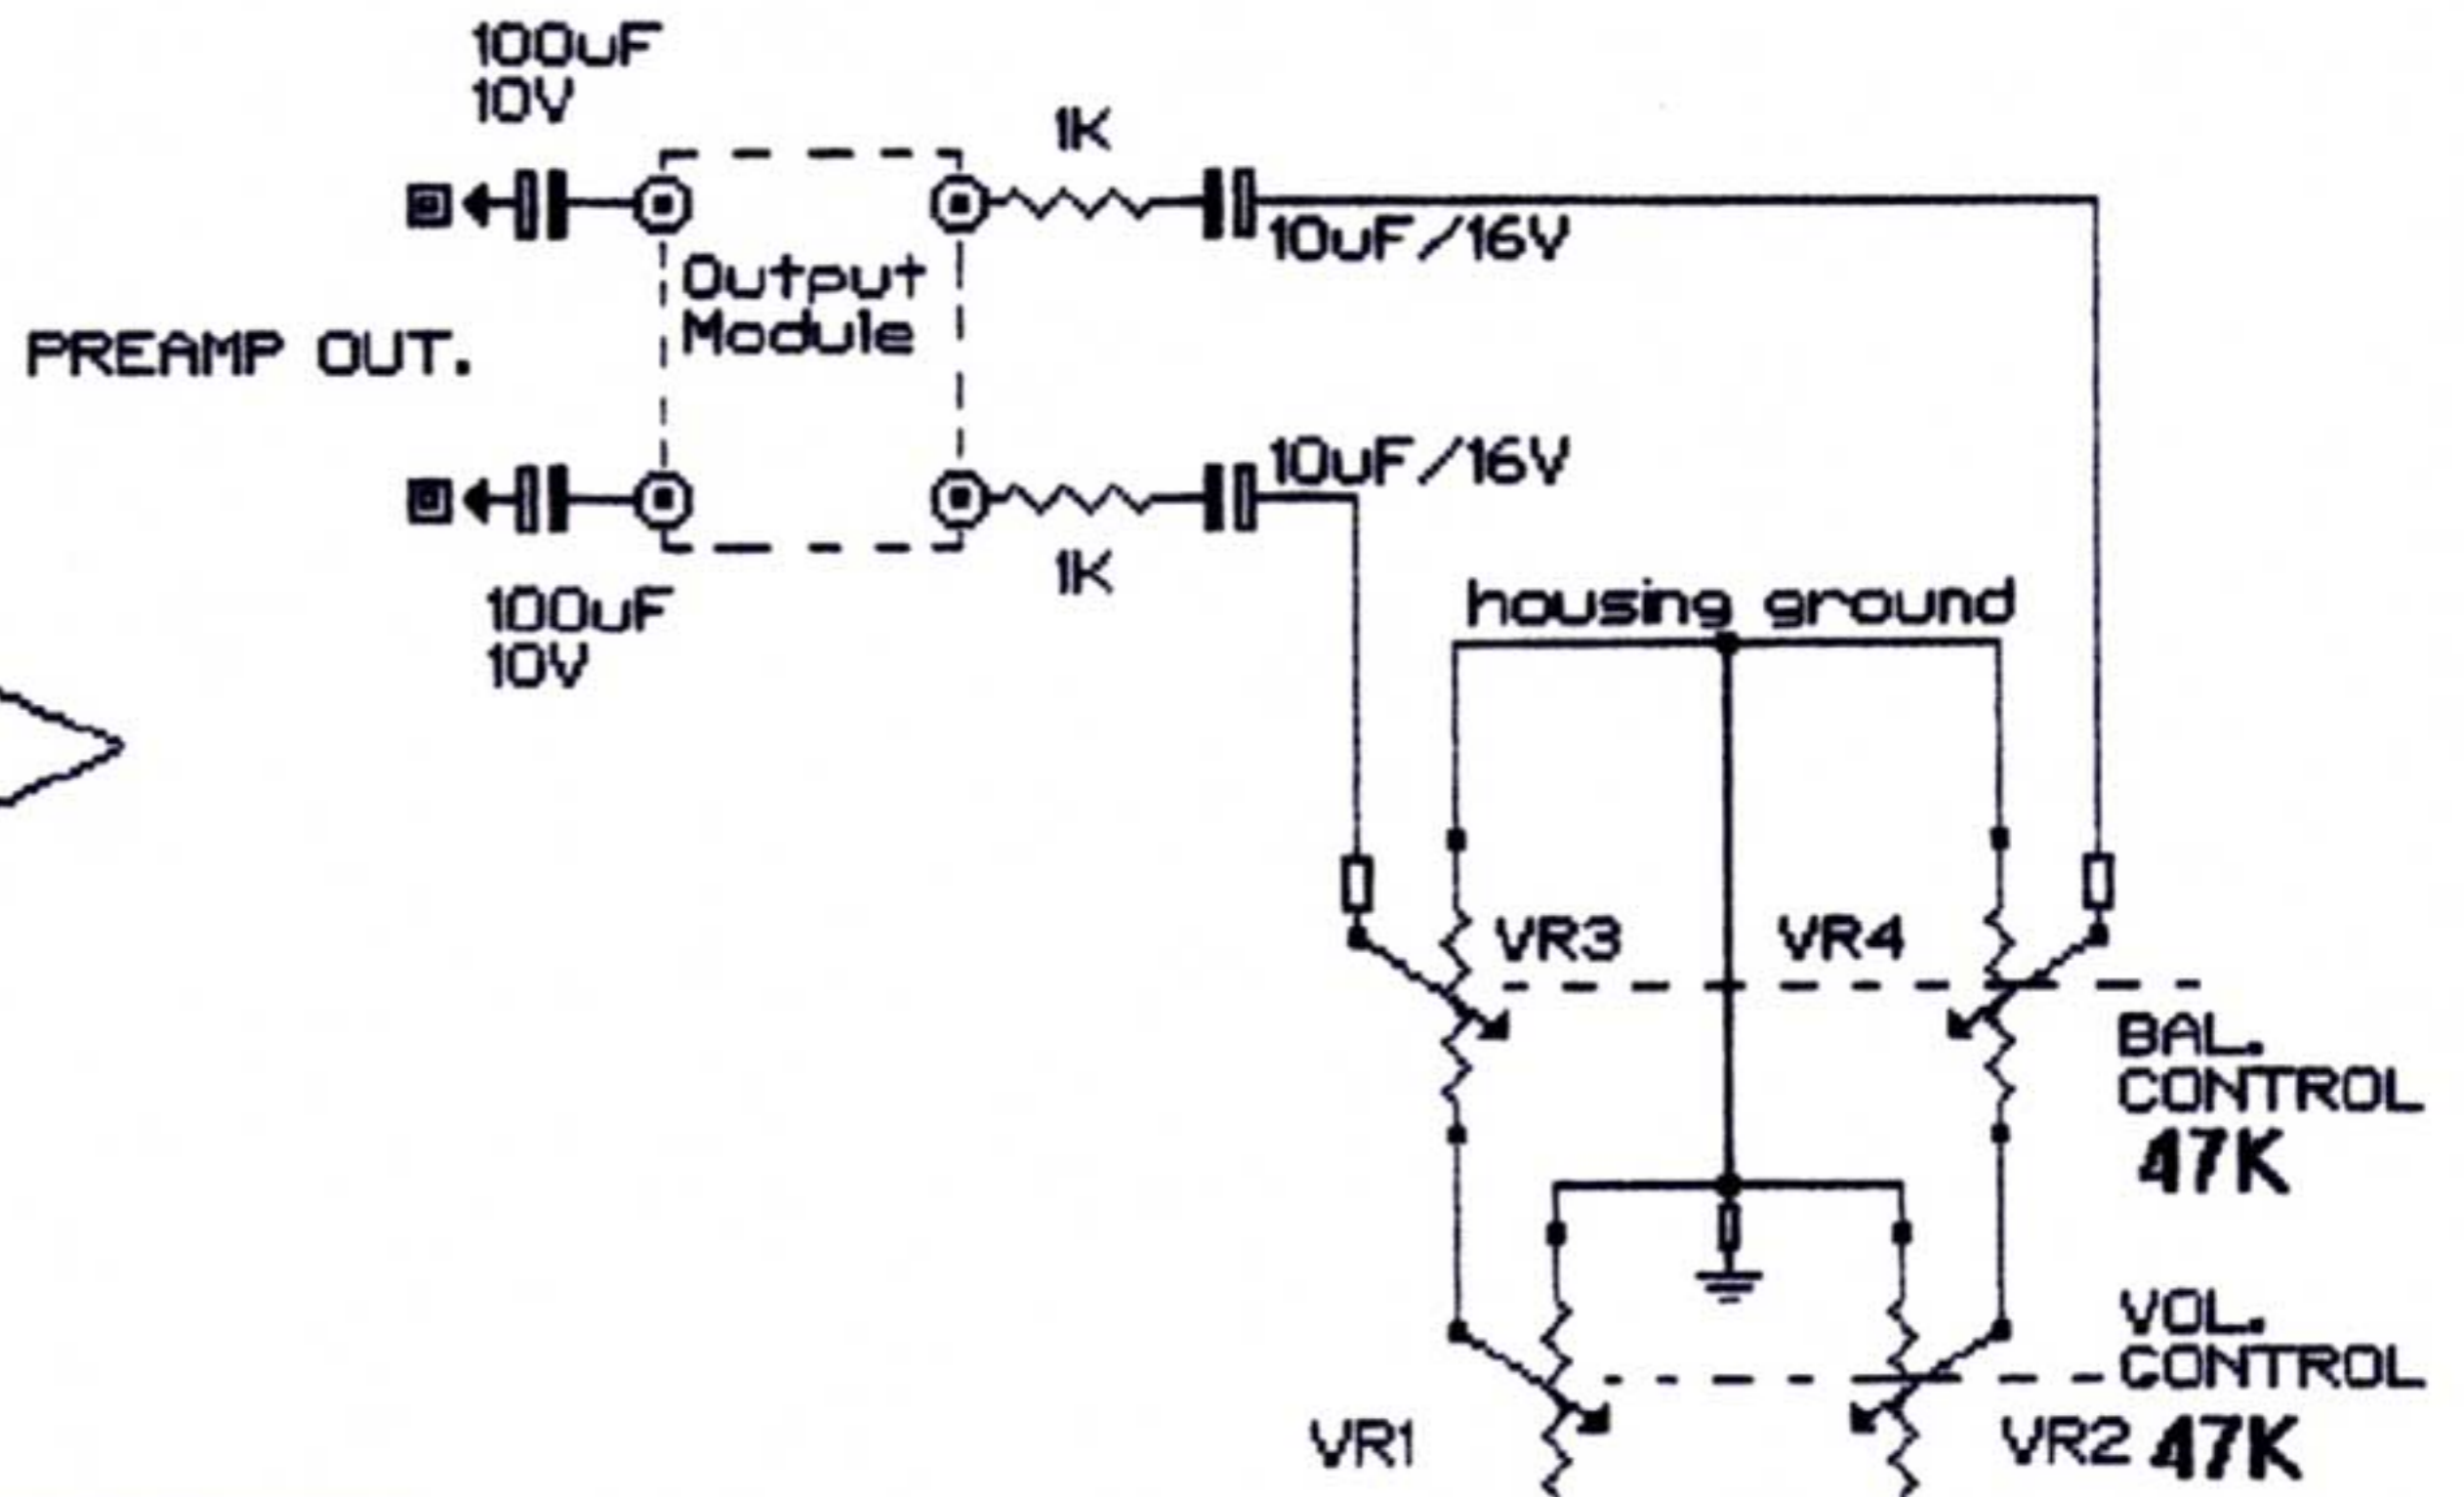 100uF
10V
1K
10uF/16V
Output
Module
PREAMP OUT.
10uF/16V
1K
100uF
10V
housing ground
VR3
VR4
BAL.
CONTROL
47K
VOL.
CONTROL
VR1
VR2 47K